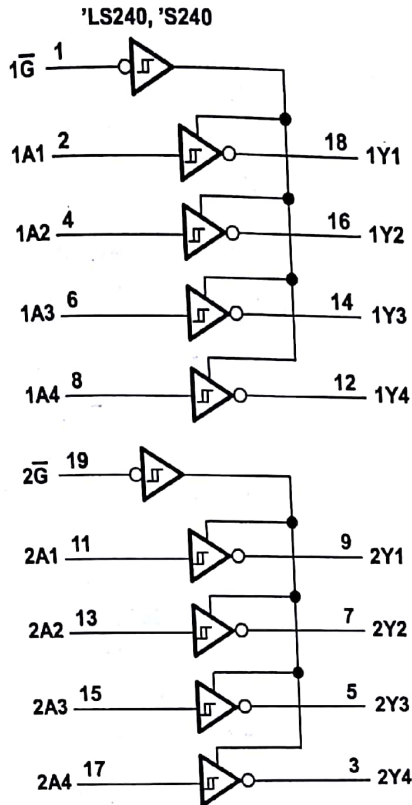 'LS240, 'S240
1G̅ 1
1A1 2 18 1Y1
1A2 4 16 1Y2
1A3 6 14 1Y3
1A4 8 12 1Y4
2G̅ 19
2A1 11 9 2Y1
2A2 13 7 2Y2
2A3 15 5 2Y3
2A4 17 3 2Y4